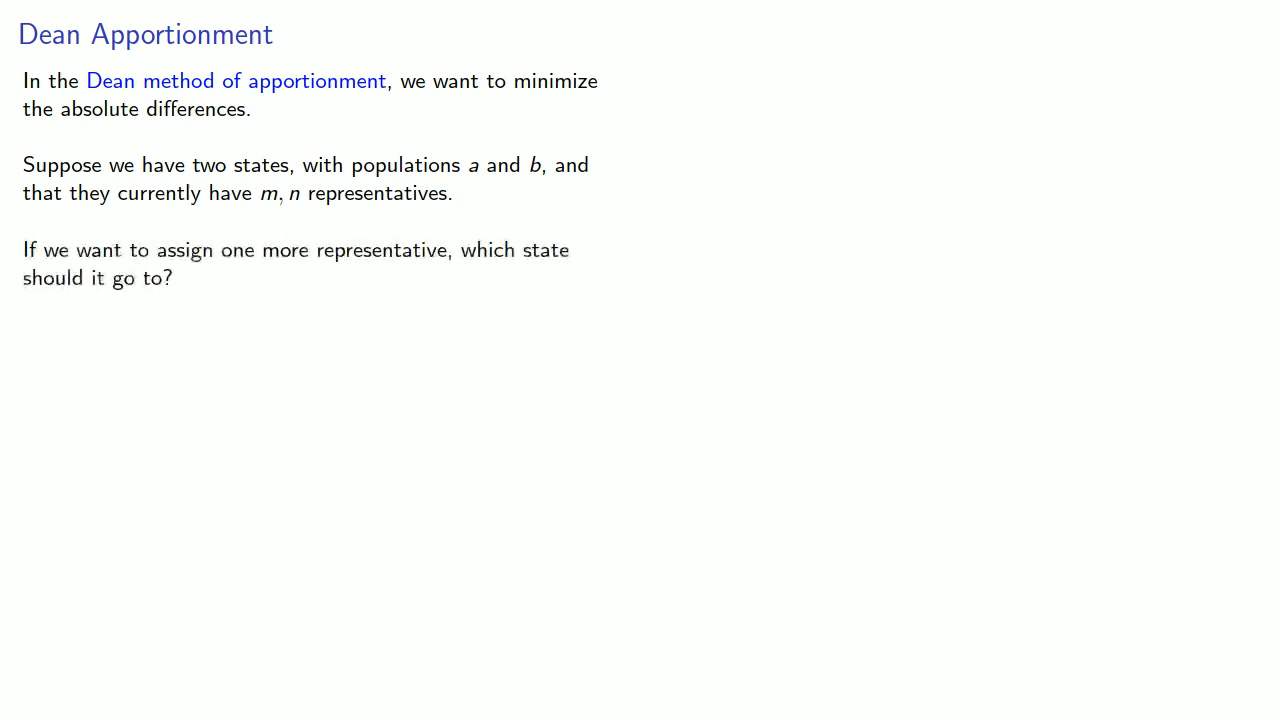 Dean Apportionment
In the Dean method of apportionment, we want to minimize
the absolute differences.
Suppose we have two states, with populations a and b, and
that they currently have m, n representatives.
If we want to assign one more representative, which state
should it go to?